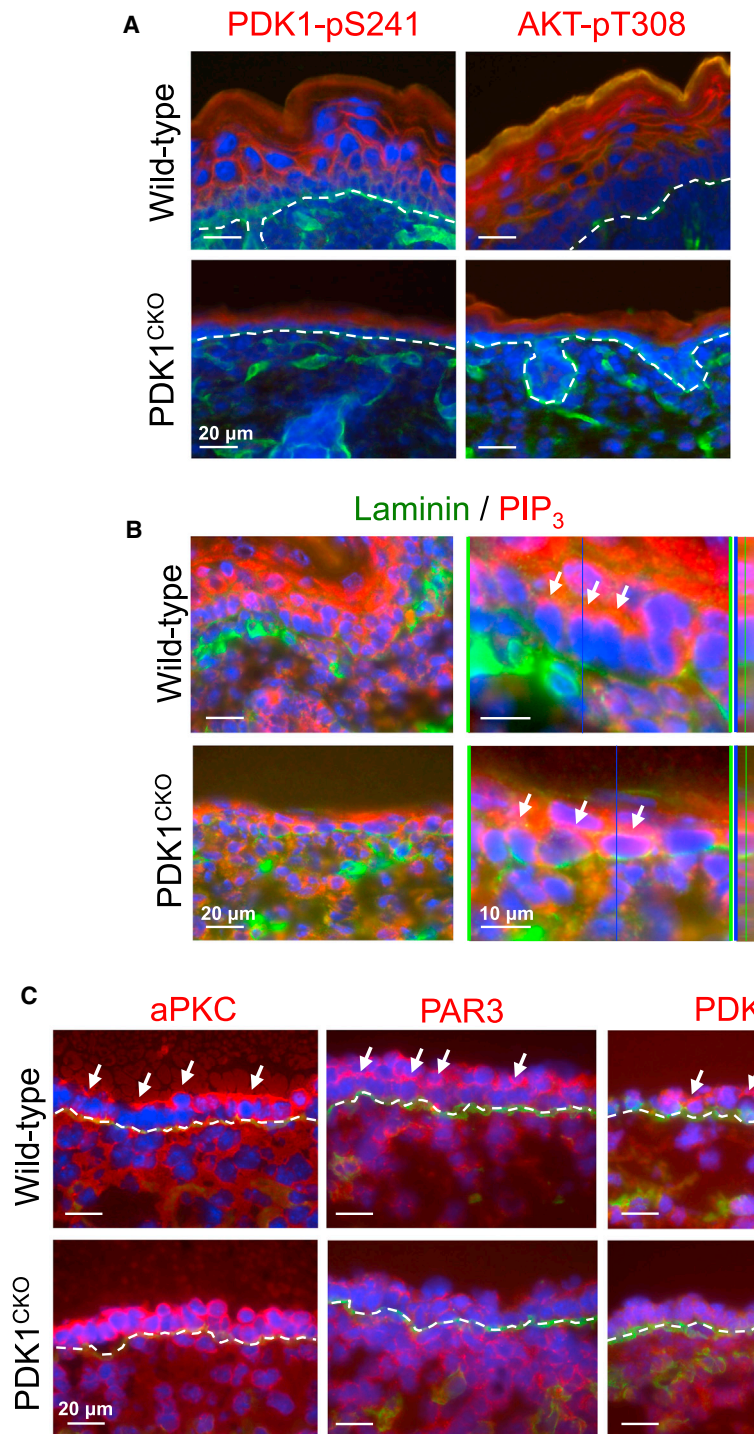 A
PDK1-pS241 AKT-pT308
Wild-type
PDK1CKO
20 µm
B
Laminin / PIP3
Wild-type
PDK1CKO
20 µm 10 µm
C
aPKC PAR3 PDK
Wild-type
PDK1CKO
20 µm